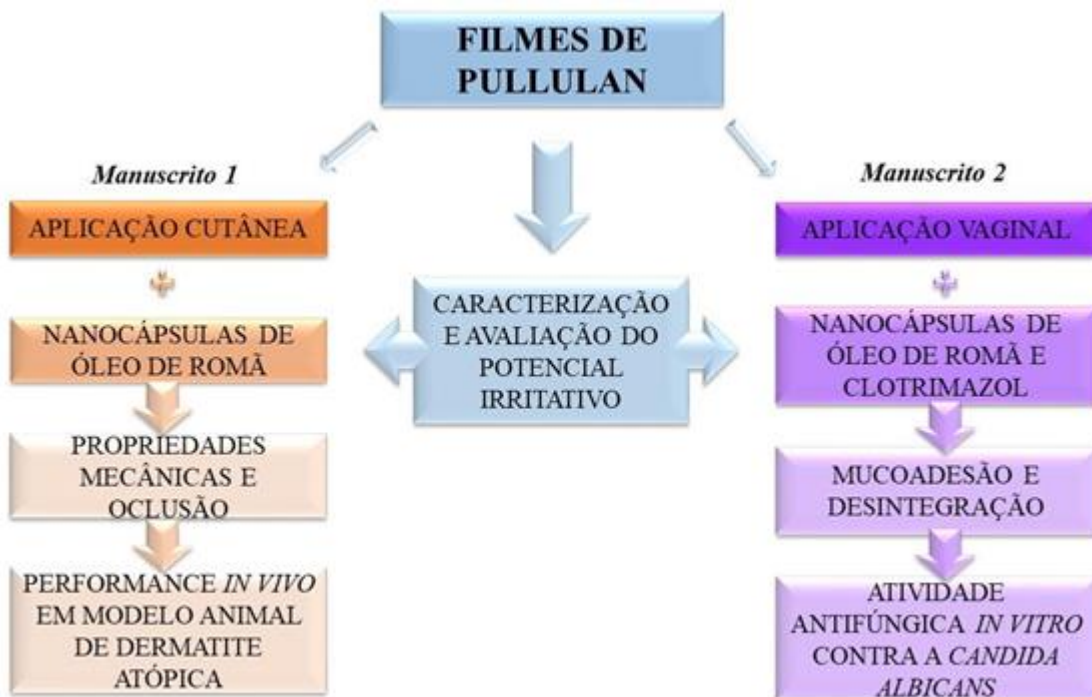 FILMES DE
PULLULAN
Manuscrito 1
APLICAÇÃO CUTÂNEA
+
NANOCÁPSULAS DE
ÓLEO DE ROMÃ
PROPRIEDADES
MECÂNICAS E
OCLUSÃO
PERFORMANCE IN VIVO
EM MODELO ANIMAL
DE DERMATITE
ATÓPICA
CARACTERIZAÇÃO
E AVALIAÇÃO DO
POTENCIAL
IRRITATIVO
Manuscrito 2
APLICAÇÃO VAGINAL
+
NANOCÁPSULAS DE
ÓLEO DE ROMÃ E
CLOTRIMAZOL
MUCOADESÃO E
DESINTEGRAÇÃO
ATIVIDADE
ANTIFÚNGICA IN VITRO
CONTRA A CANDIDA
ALBICANS